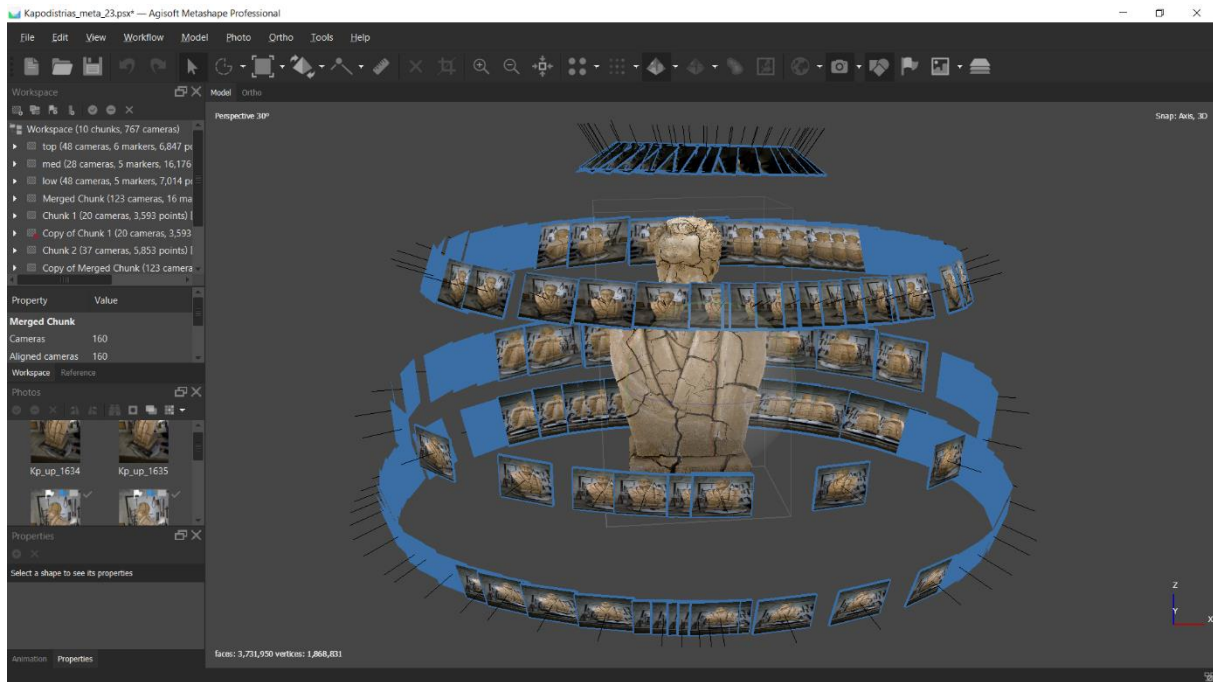 Kapodistrias_meta_23.psx* — Agisoft Metashape Professional
File Edit View Workflow Model Photo Ortho Tools Help
Workspace
Model Ortho
Perspective 30°
Snap: Axis, 3D
Workspace (10 chunks, 767 cameras)
top (48 cameras, 6 markers, 6,847 po
med (28 cameras, 5 markers, 16,176
low (48 cameras, 5 markers, 7,014 po
Merged Chunk (123 cameras, 16 ma
Chunk 1 (20 cameras, 3,593 points) [
Copy of Chunk 1 (20 cameras, 3,593
Chunk 2 (37 cameras, 5,853 points) [
Copy of Merged Chunk (123 camera
Property Value
Merged Chunk
Cameras 160
Aligned cameras 160
Workspace Reference
Photos
Kp_up_1634 Kp_up_1635
Properties
Select a shape to see its properties
Animation Properties
faces: 3,731,950 vertices: 1,868,831
Z
Y
X